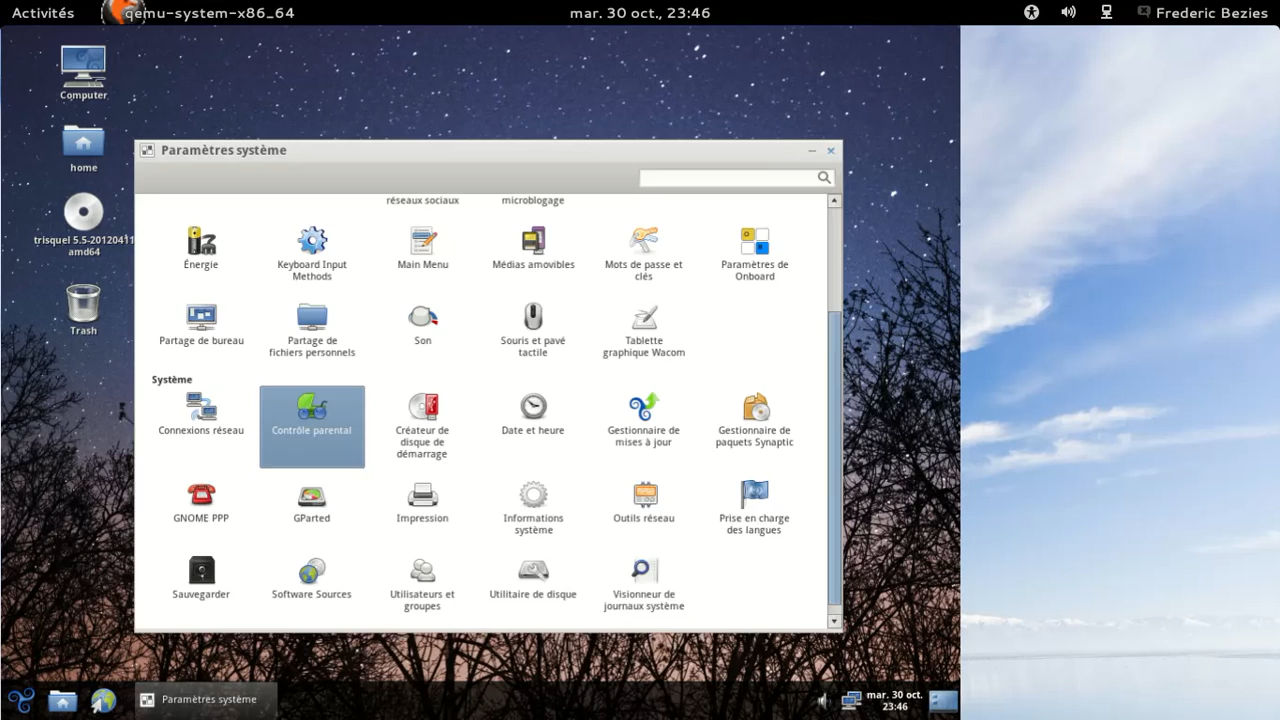 Activités
qemu-system-x86_64
mar. 30 oct., 23:46
Frederic Bezies
Computer
home
trisquel 5.5-20120411
amd64
Trash
Paramètres système
réseaux sociaux
microblogage
Énergie
Keyboard Input
Methods
Main Menu
Médias amovibles
Mots de passe et
clés
Paramètres de
Onboard
Partage de bureau
Partage de
fichiers personnels
Son
Souris et pavé
tactile
Tablette
graphique Wacom
Système
Connexions réseau
Contrôle parental
Créateur de
disque de
démarrage
Date et heure
Gestionnaire de
mises à jour
Gestionnaire de
paquets Synaptic
GNOME PPP
GParted
Impression
Informations
système
Outils réseau
Prise en charge
des langues
Sauvegarder
Software Sources
Utilisateurs et
groupes
Utilitaire de disque
Visionneur de
journaux système
Paramètres système
mar. 30 oct.
23:46